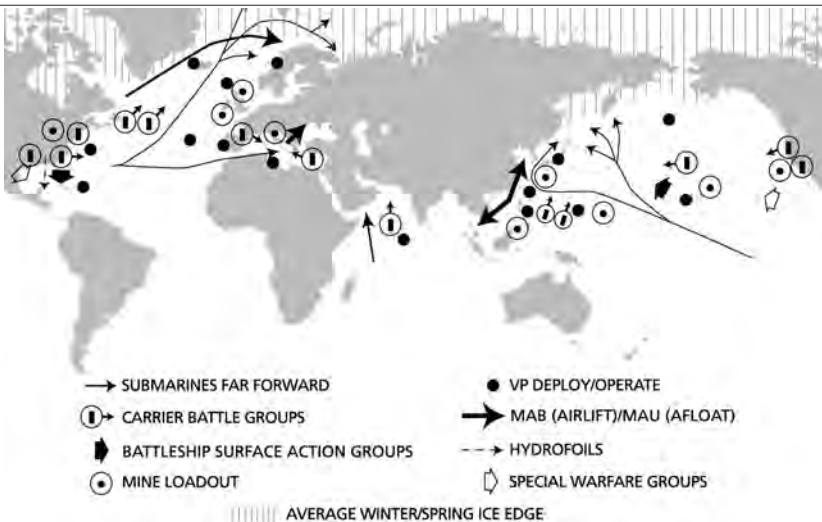 SUBMARINES FAR FORWARD
CARRIER BATTLE GROUPS
BATTLESHIP SURFACE ACTION GROUPS
MINE LOADOUT
VP DEPLOY/OPERATE
MAB (AIRLIFT)/MAU (AFLOAT)
HYDROFOILS
SPECIAL WARFARE GROUPS
AVERAGE WINTER/SPRING ICE EDGE